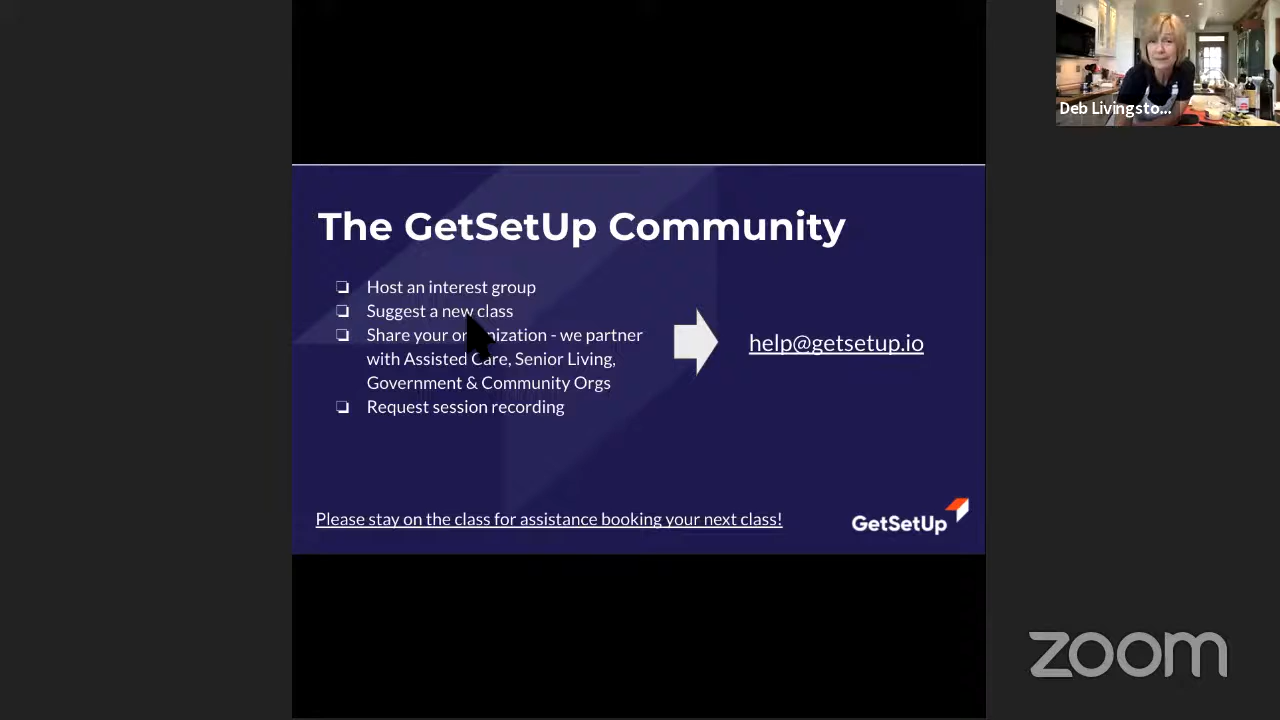 Deb Livingsto...
The GetSetUp Community
Host an interest group
Suggest a new class
Share your organization - we partner
with Assisted Care, Senior Living,
Government & Community Orgs
Request session recording
help@getsetup.io
Please stay on the class for assistance booking your next class!
GetSetUp
zoom